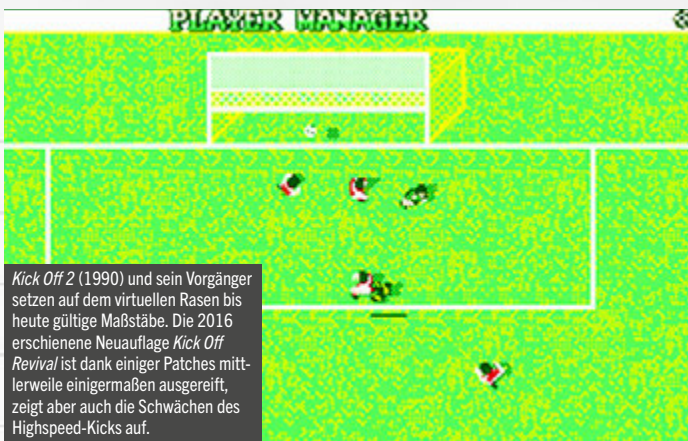 PLAYER MANAGER
Kick Off 2 (1990) und sein Vorgänger
setzen auf dem virtuellen Rasen bis
heute gültige Maßstäbe. Die 2016
erschienene Neuauflage Kick Off
Revival ist dank einiger Patches mitt-
lerweile einigermaßen ausgereift,
zeigt aber auch die Schwächen des
Highspeed-Kicks auf.